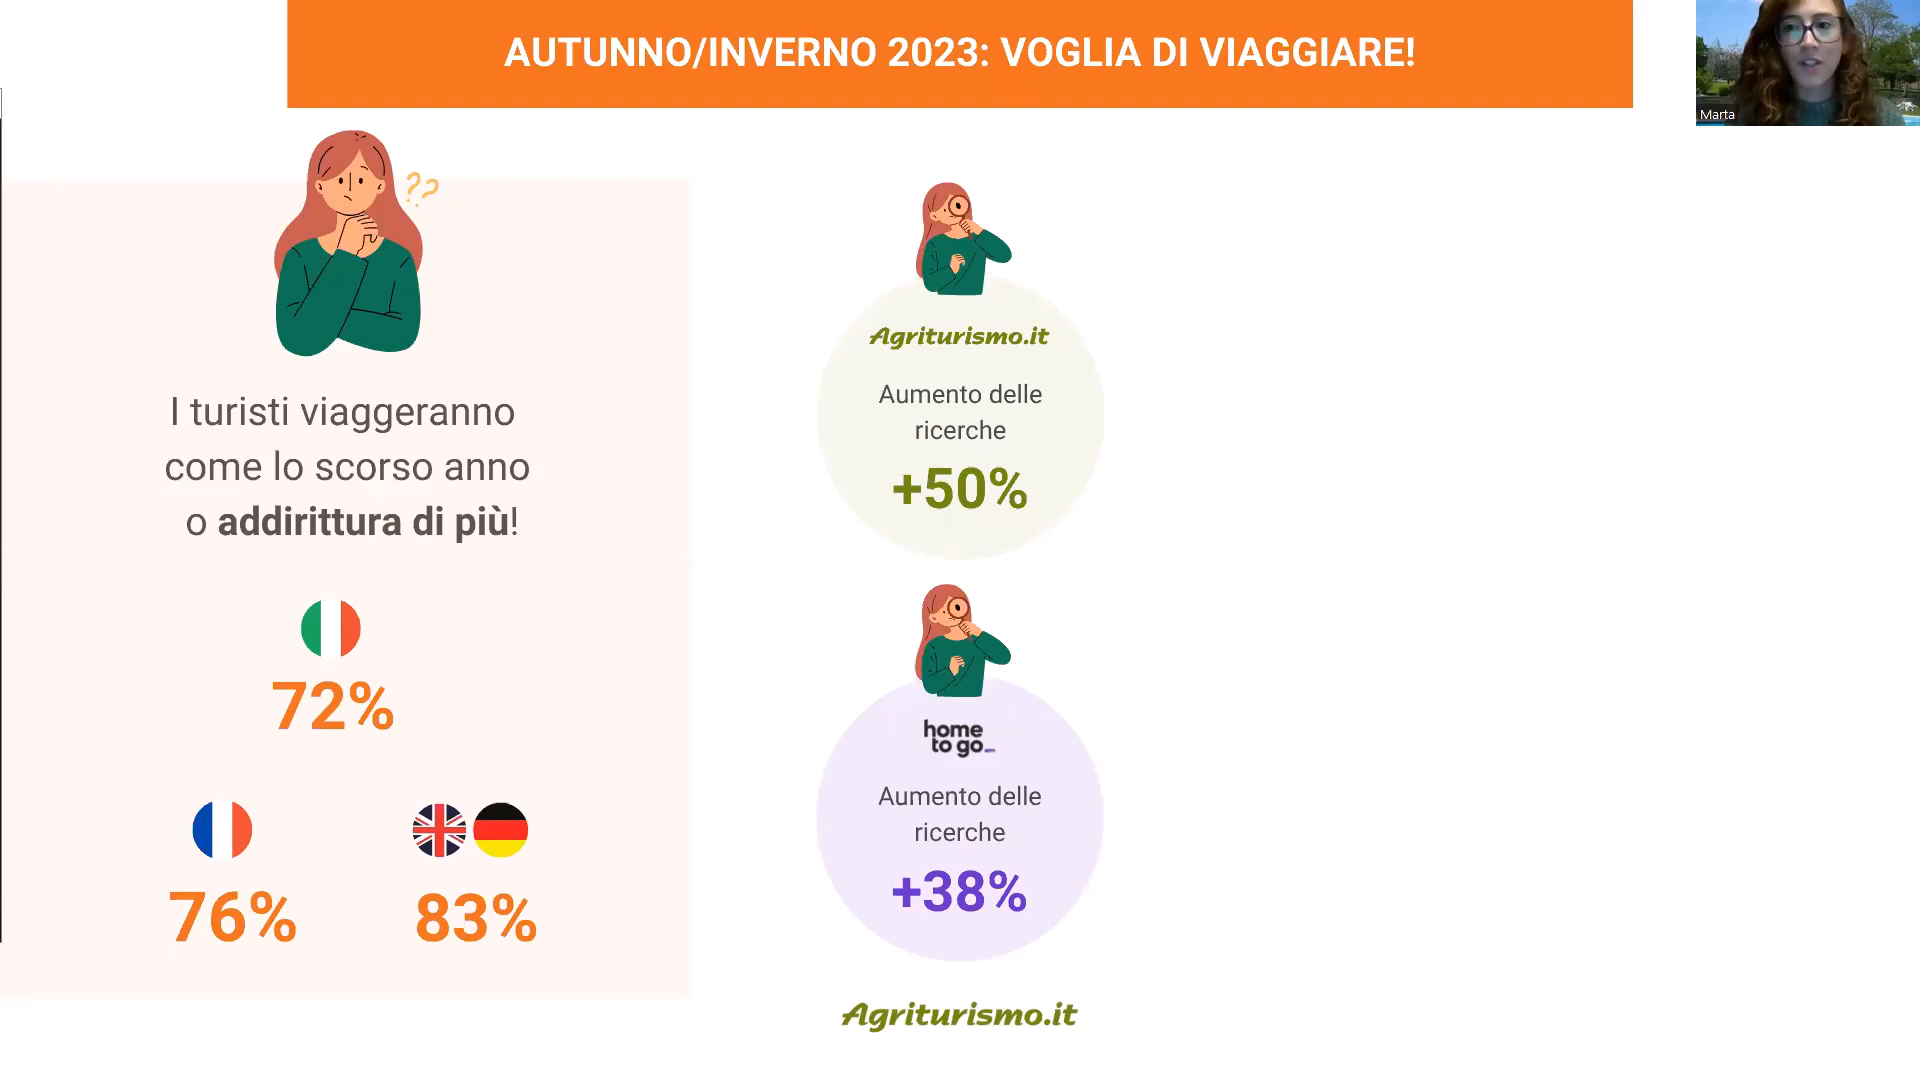 AUTUNNO/INVERNO 2023: VOGLIA DI VIAGGIARE!
Marta
??
I turisti viaggeranno
come lo scorso anno
o addirittura di più!
72%
76%
83%
Agriturismo.it
Aumento delle
ricerche
+50%
home
to go
Aumento delle
ricerche
+38%
Agriturismo.it